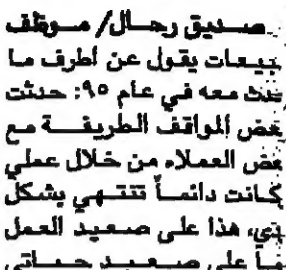 صديق رحال/ موظف
مبيعات يقول عن أطرف ما
حدث معه في عام ٩٥: حدثت
بعض المواقف الطريفة مع
بعض العملاء من خلال عملي
كانت دائماً تنتهي بشكل
هذا على صعيد العمل
على صعيد حياتي